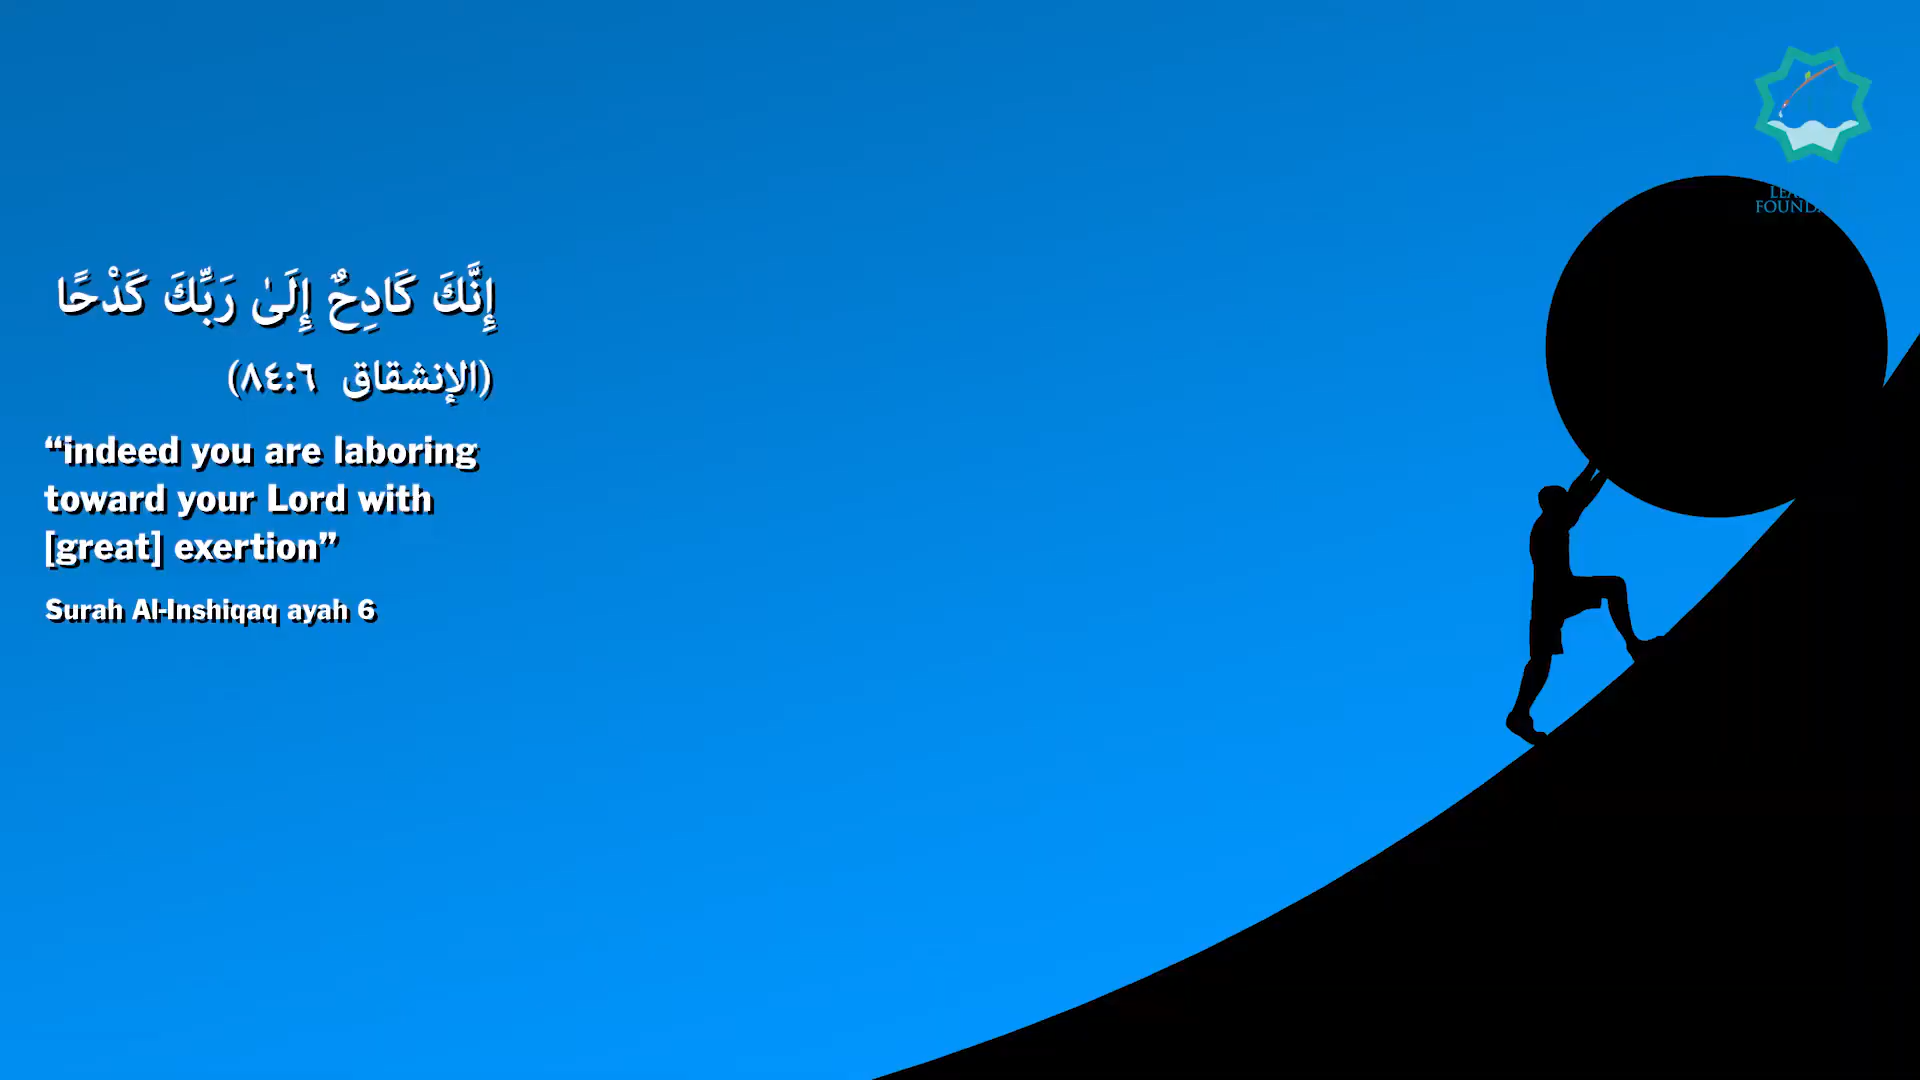 إِنَّكَ كَادِحٌ إِلَىٰ رَبِّكَ كَدْحًا
(الإنشقاق ٨٤:٦)
“indeed you are laboring
toward your Lord with
[great] exertion”
Surah Al-Inshiqaq ayah 6